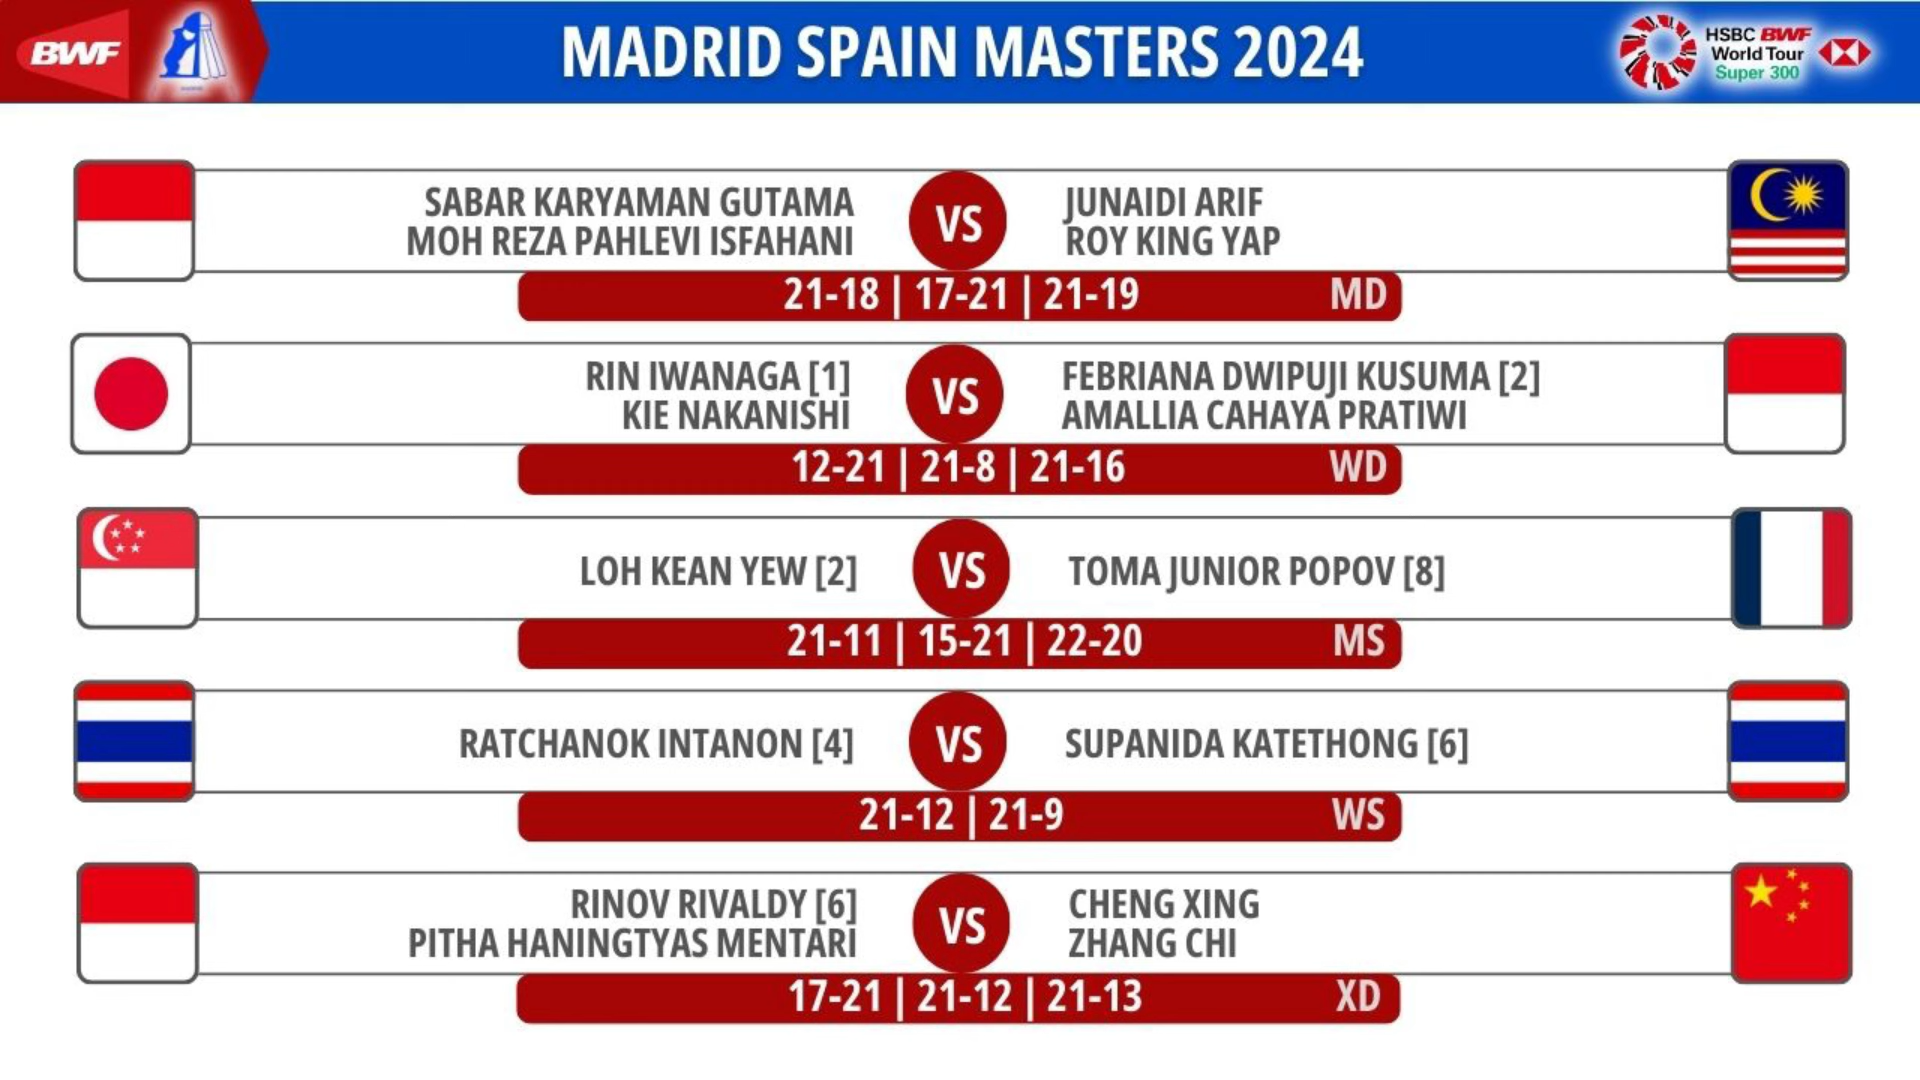 BWF
MADRID SPAIN MASTERS 2024
HSBC BWF
World Tour
Super 300
SABAR KARYAMAN GUTAMA
MOH REZA PAHLEVI ISFAHANI
VS
JUNAIDI ARIF
ROY KING YAP
21-18 | 17-21 | 21-19 MD
RIN IWANAGA [1]
KIE NAKANISHI
VS
FEBRIANA DWIPUJI KUSUMA [2]
AMALLIA CAHAYA PRATIWI
12-21 | 21-8 | 21-16 WD
LOH KEAN YEW [2]
VS
TOMA JUNIOR POPOV [8]
21-11 | 15-21 | 22-20 MS
RATCHANOK INTANON [4]
VS
SUPANIDA KATETHONG [6]
21-12 | 21-9 WS
RINOV RIVALDY [6]
PITHA HANINGTYAS MENTARI
VS
CHENG XING
ZHANG CHI
17-21 | 21-12 | 21-13 XD